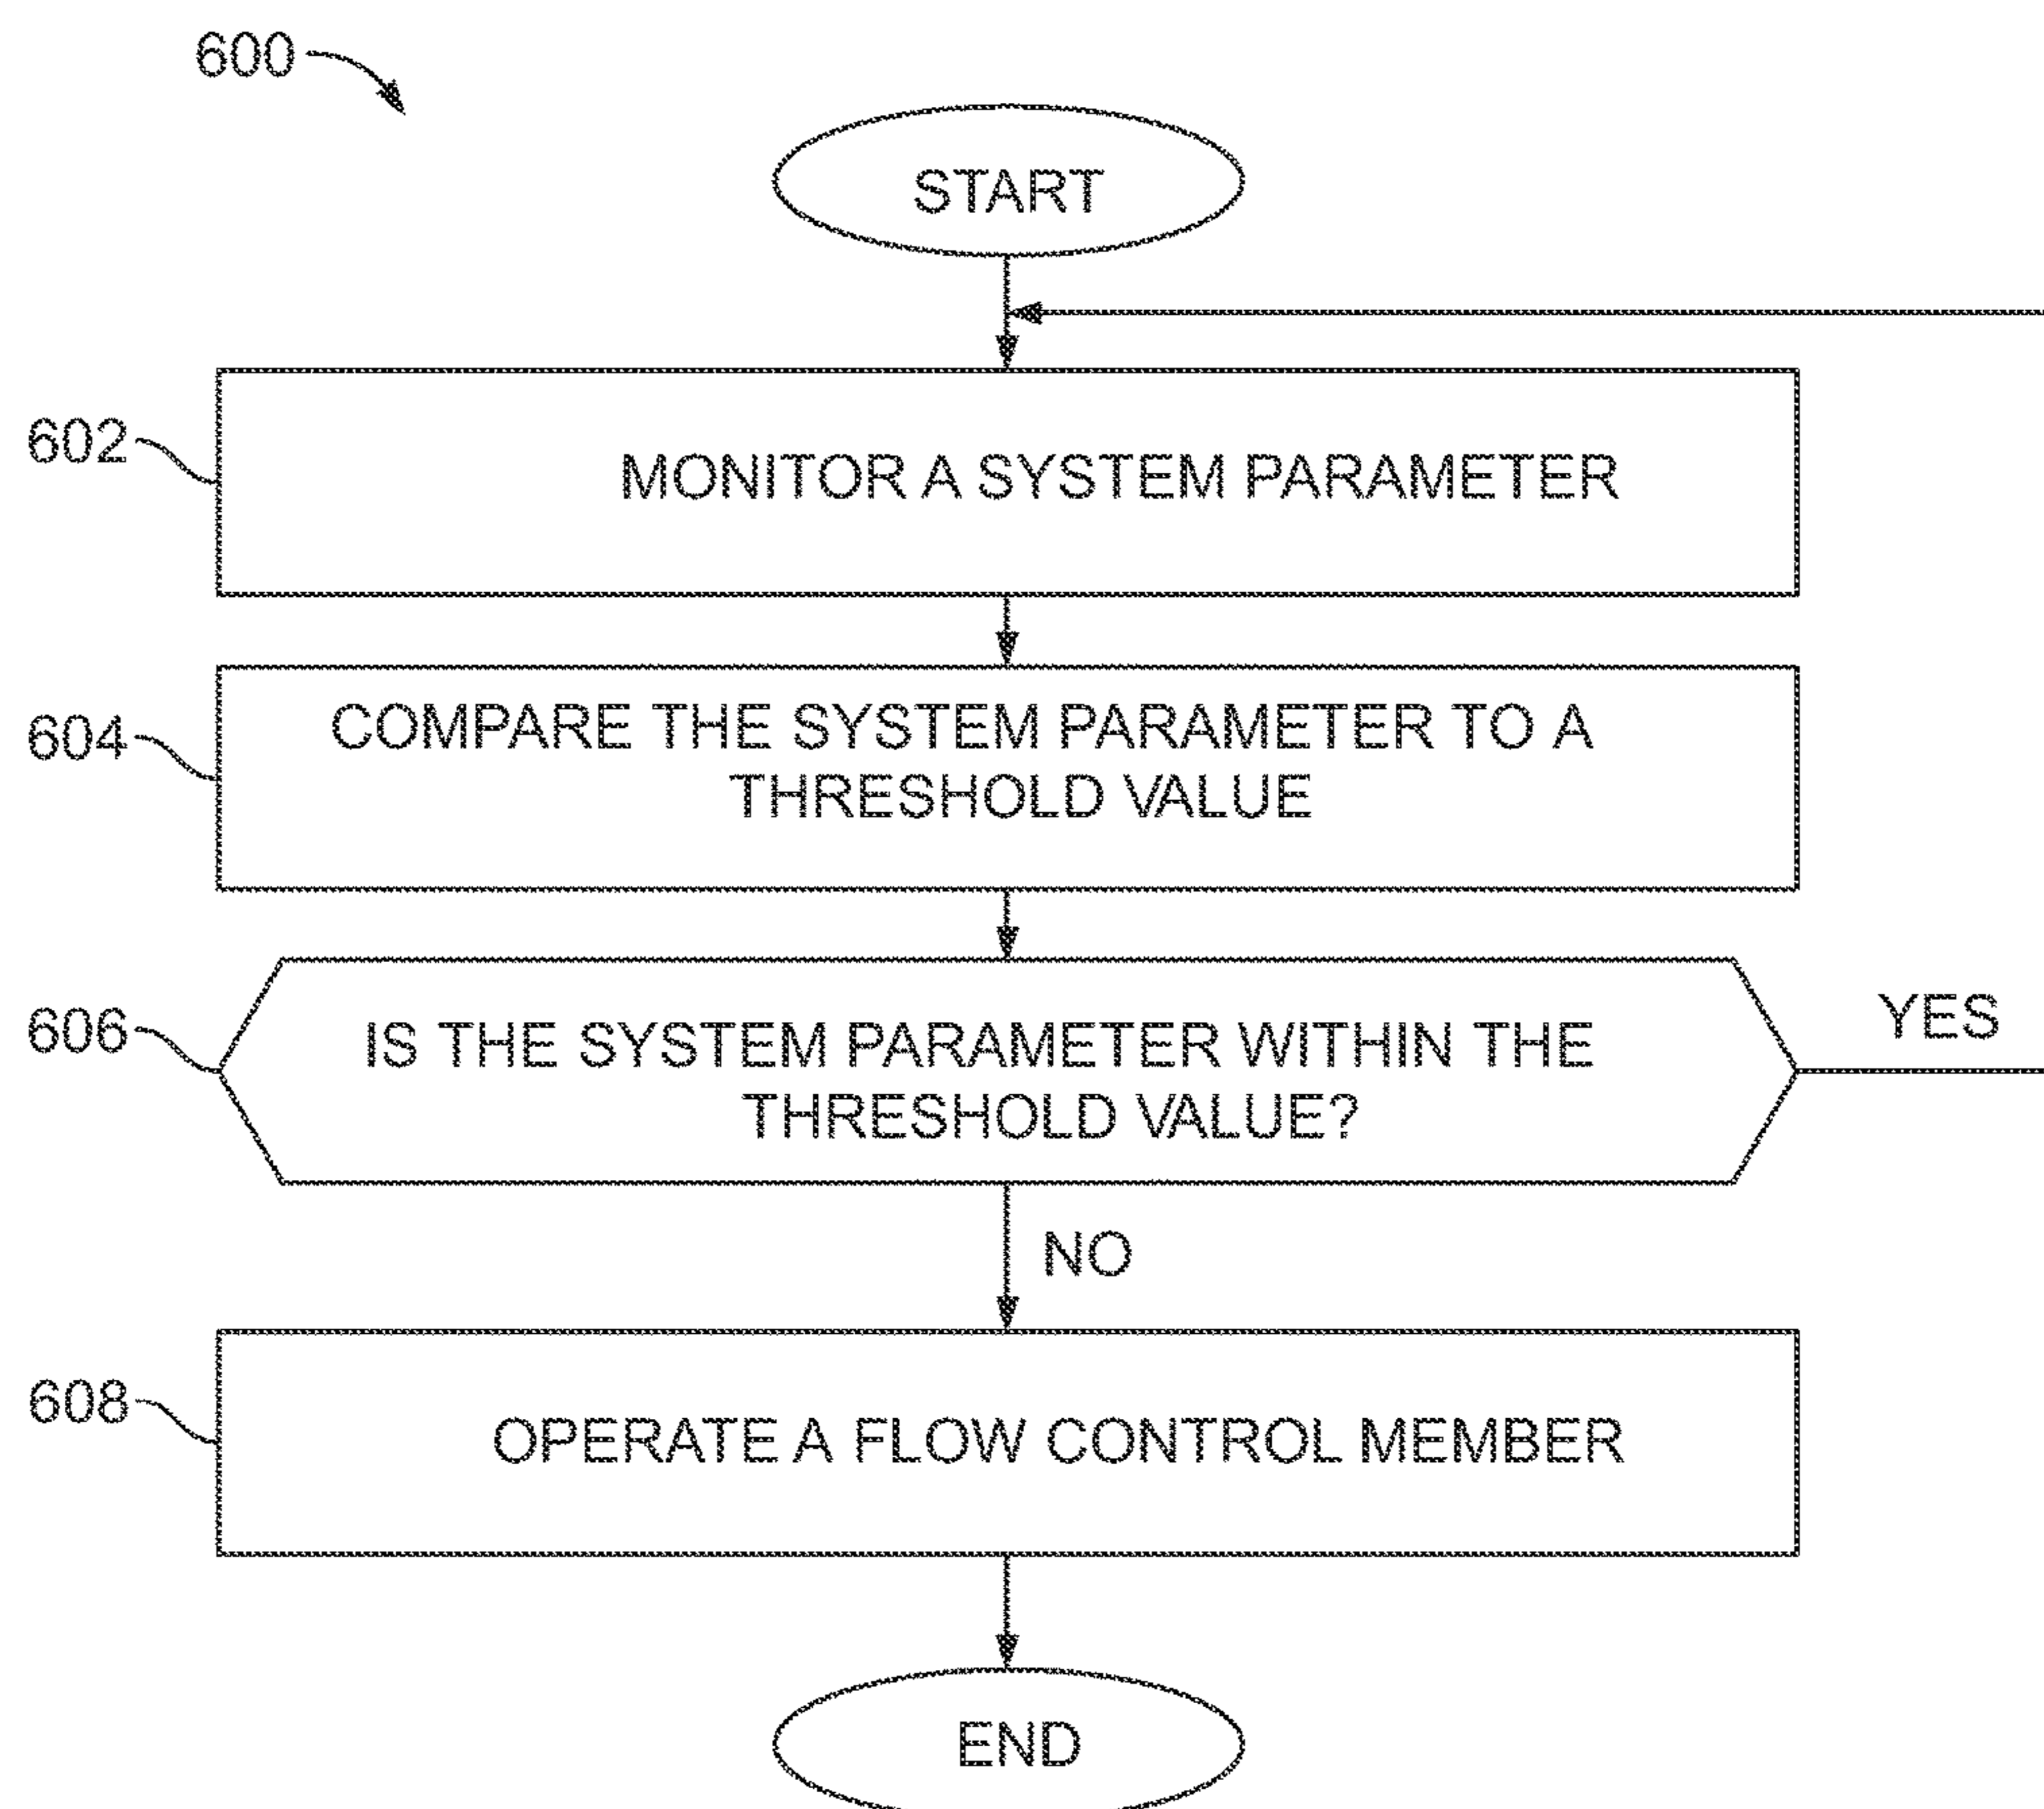 600
START
602
MONITOR A SYSTEM PARAMETER
604
COMPARE THE SYSTEM PARAMETER TO A
THRESHOLD VALUE
606
IS THE SYSTEM PARAMETER WITHIN THE
THRESHOLD VALUE?
YES
NO
608
OPERATE A FLOW CONTROL MEMBER
END